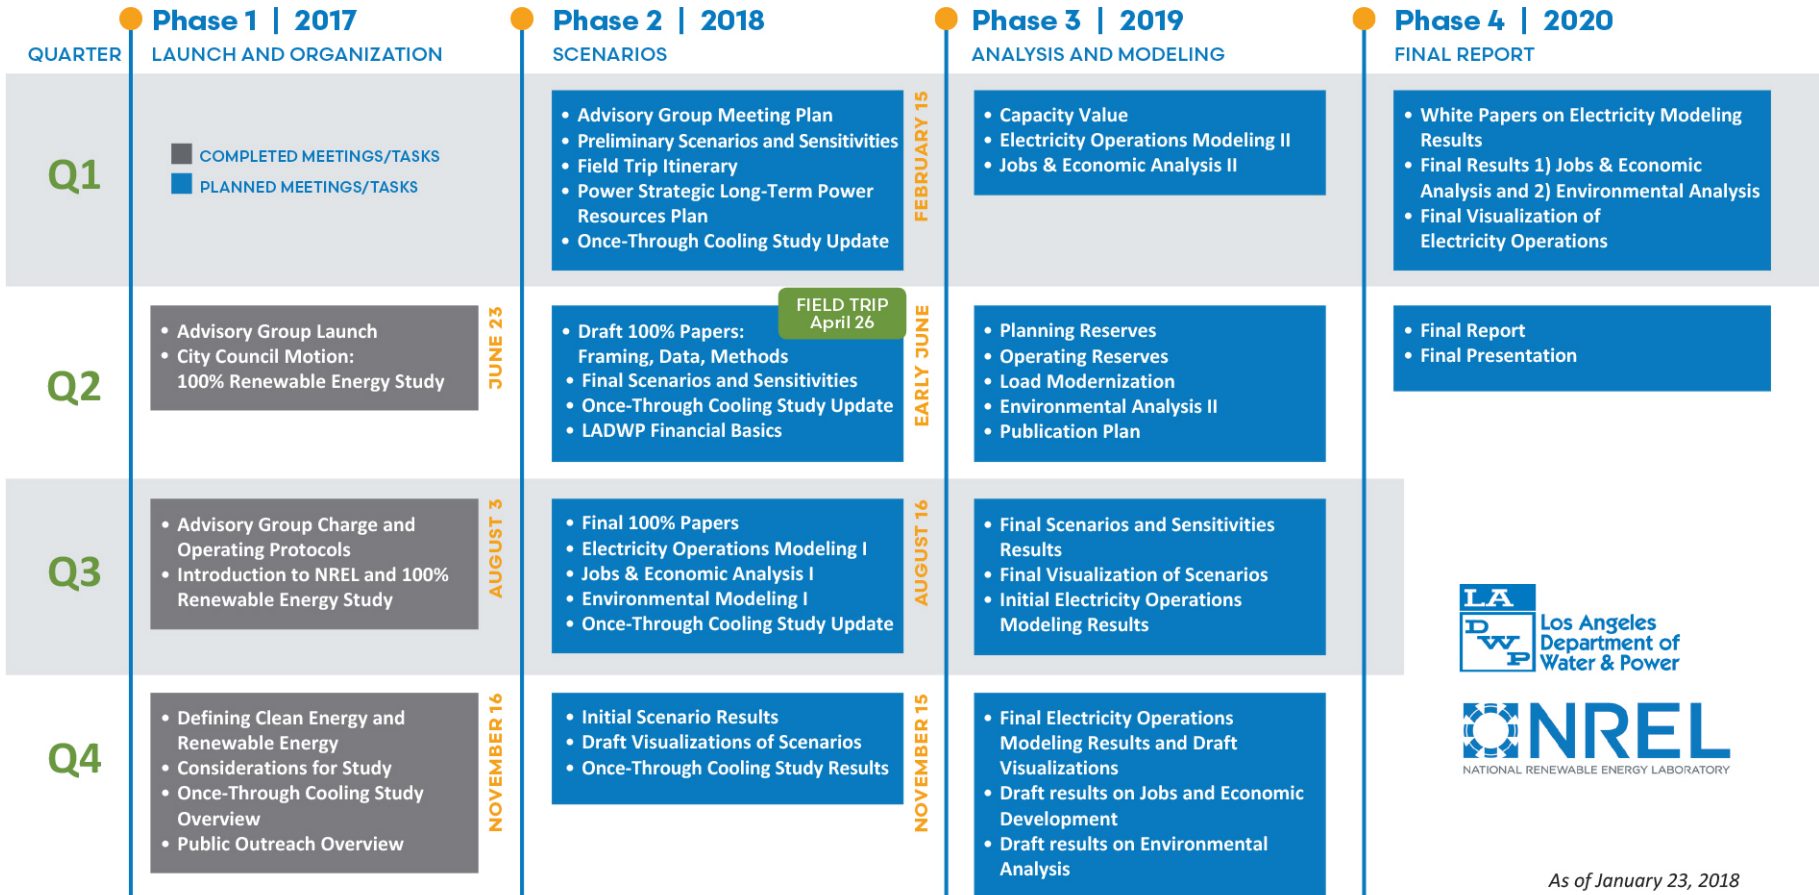 Phase 1 | 2017
LAUNCH AND ORGANIZATION
Phase 2 | 2018
SCENARIOS
Phase 3 | 2019
ANALYSIS AND MODELING
Phase 4 | 2020
FINAL REPORT
QUARTER
Q1
COMPLETED MEETINGS/TASKS
PLANNED MEETINGS/TASKS
• Advisory Group Meeting Plan
• Preliminary Scenarios and Sensitivities
• Field Trip Itinerary
• Power Strategic Long-Term Power
Resources Plan
• Once-Through Cooling Study Update
FEBRUARY 15
• Capacity Value
• Electricity Operations Modeling II
• Jobs & Economic Analysis II
• White Papers on Electricity Modeling
Results
• Final Results 1) Jobs & Economic
Analysis and 2) Environmental Analysis
• Final Visualization of
Electricity Operations
Q2
• Advisory Group Launch
• City Council Motion:
100% Renewable Energy Study
JUNE 23
FIELD TRIP
April 26
• Draft 100% Papers:
Framing, Data, Methods
• Final Scenarios and Sensitivities
• Once-Through Cooling Study Update
• LADWP Financial Basics
EARLY JUNE
• Planning Reserves
• Operating Reserves
• Load Modernization
• Environmental Analysis II
• Publication Plan
• Final Report
• Final Presentation
Q3
• Advisory Group Charge and
Operating Protocols
• Introduction to NREL and 100%
Renewable Energy Study
AUGUST 3
• Final 100% Papers
• Electricity Operations Modeling I
• Jobs & Economic Analysis I
• Environmental Modeling I
• Once-Through Cooling Study Update
AUGUST 16
• Final Scenarios and Sensitivities
Results
• Final Visualization of Scenarios
• Initial Electricity Operations
Modeling Results
Q4
• Defining Clean Energy and
Renewable Energy
• Considerations for Study
• Once-Through Cooling Study
Overview
• Public Outreach Overview
NOVEMBER 16
• Initial Scenario Results
• Draft Visualizations of Scenarios
• Once-Through Cooling Study Results
NOVEMBER 15
• Final Electricity Operations
Modeling Results and Draft
Visualizations
• Draft results on Jobs and Economic
Development
• Draft results on Environmental
Analysis
LA
DWP
Los Angeles
Department of
Water & Power
NREL
NATIONAL RENEWABLE ENERGY LABORATORY
As of January 23, 2018